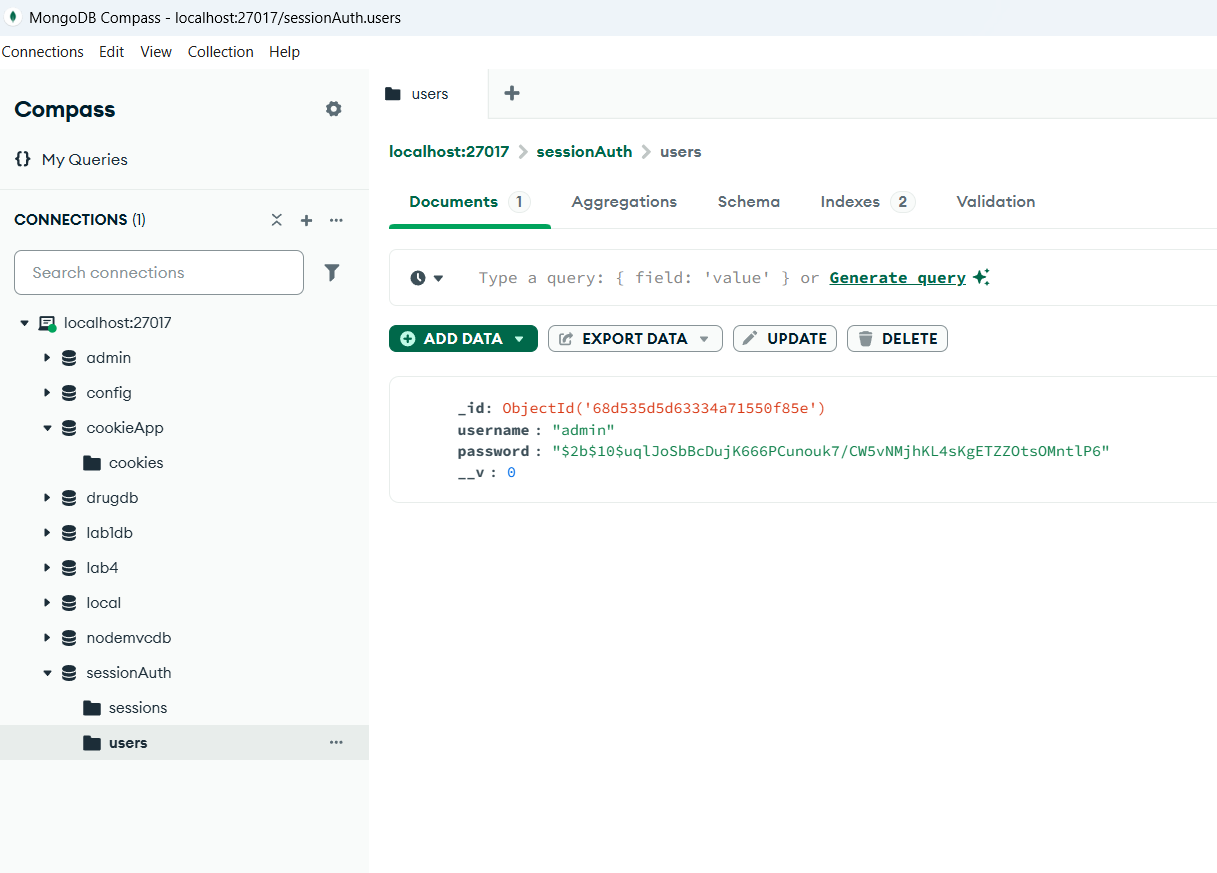 MongoDB Compass - localhost:27017/sessionAuth.users
Connections Edit View Collection Help
Compass
{} My Queries
CONNECTIONS (1)
Search connections
localhost:27017
admin
config
cookieApp
cookies
drugdb
lab1db
lab4
local
nodemvcdb
sessionAuth
sessions
users
users
localhost:27017 > sessionAuth > users
Documents 1 Aggregations Schema Indexes 2 Validation
Type a query: { field: 'value' } or Generate query
ADD DATA EXPORT DATA UPDATE DELETE
_id: ObjectId('68d535d5d63334a71550f85e')
username : "admin"
password : "$2b$10$uqlJoSbBcDujK666PCunouk7/CW5vNMjhKL4sKgETZZOtsOMntlP6"
__v : 0